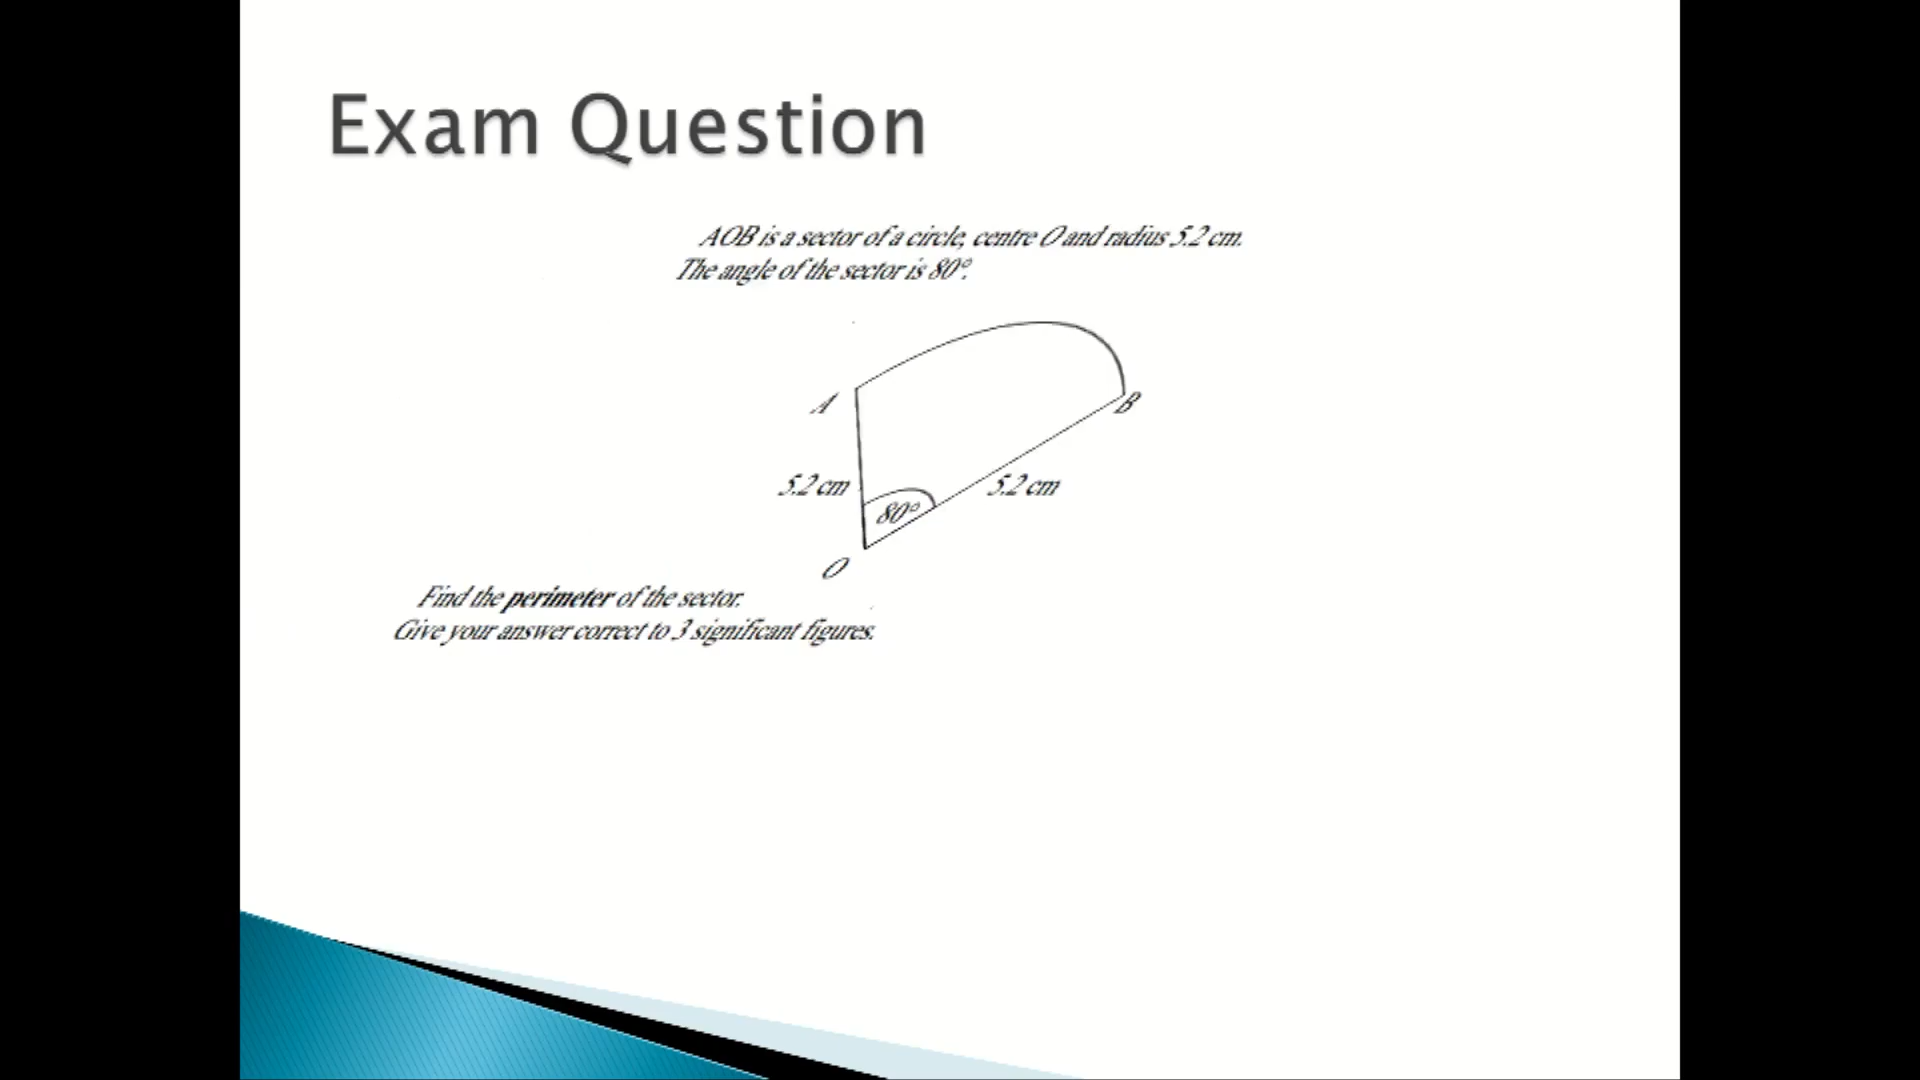 Exam Question
AOB is a sector of a circle, centre O and radius 5.2 cm.
The angle of the sector is 80°.
A
B
5.2 cm
5.2 cm
80°
O
Find the perimeter of the sector.
Give your answer correct to 3 significant figures.